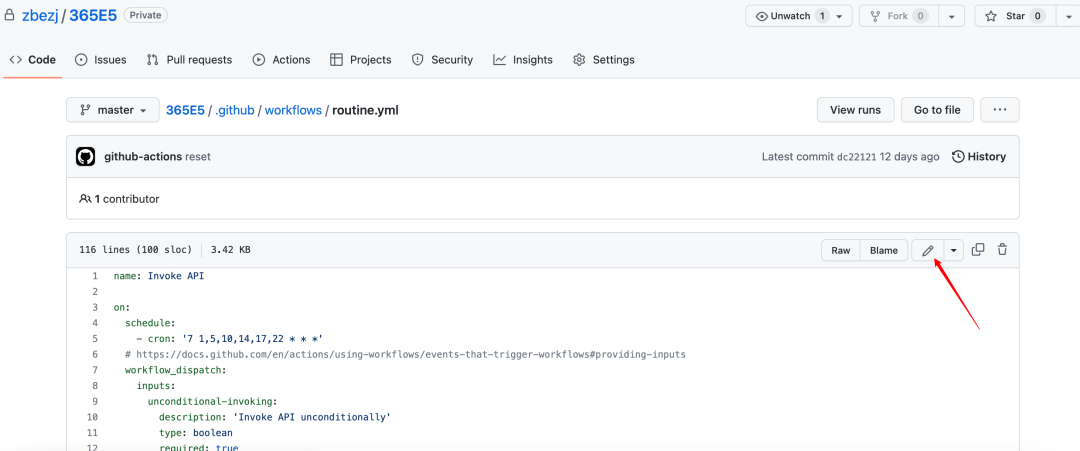 zbezj / 365E5 Private Unwatch 1 Fork 0 Star 0
Code Issues Pull requests Actions Projects Security Insights Settings
master 365E5 / .github / workflows / routine.yml View runs Go to file ...
github-actions reset Latest commit dc22121 12 days ago History
1 contributor
116 lines (100 sloc) 3.42 KB Raw Blame
1 name: Invoke API
2
3 on:
4 schedule:
5 - cron: '7 1,5,10,14,17,22 * * *'
6 # https://docs.github.com/en/actions/using-workflows/events-that-trigger-workflows#providing-inputs
7 workflow_dispatch:
8 inputs:
9 unconditional-invoking:
10 description: 'Invoke API unconditionally'
11 type: boolean
12 required: true